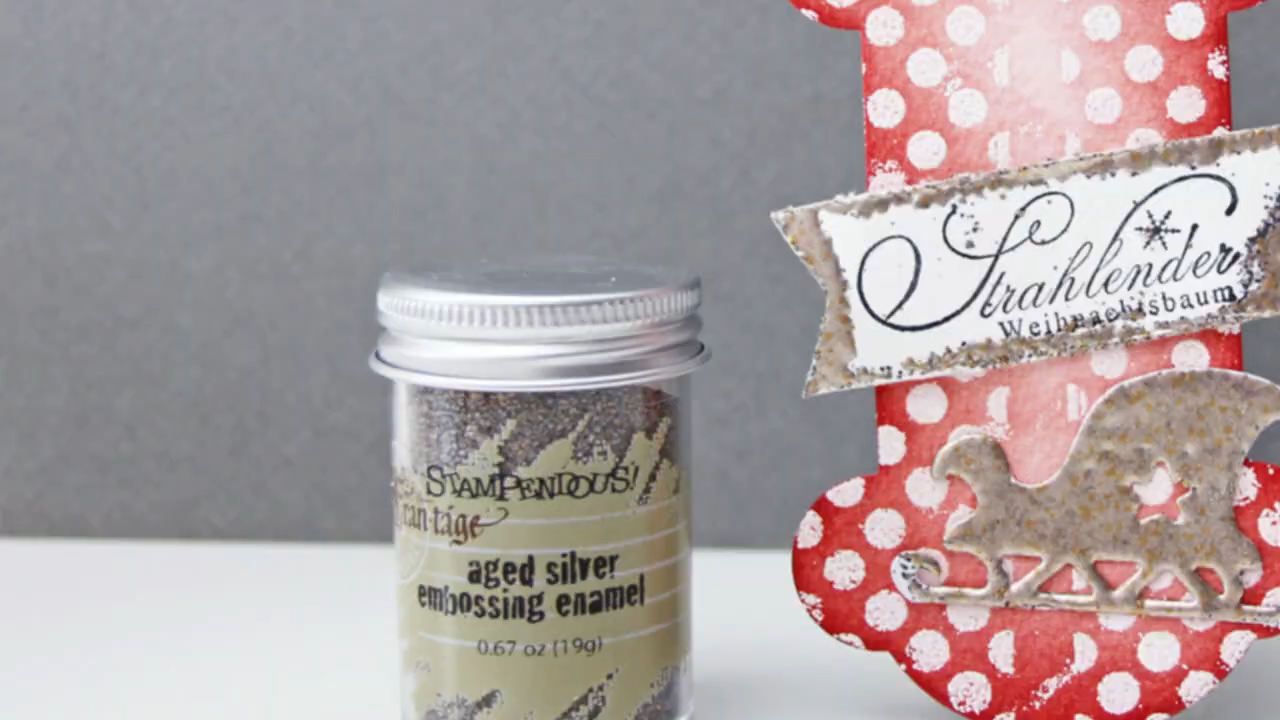 STAMPENDOUS!
ran·tage
aged silver
embossing enamel
0.67 oz (19g)
Strahlender
Weihnachtsbaum